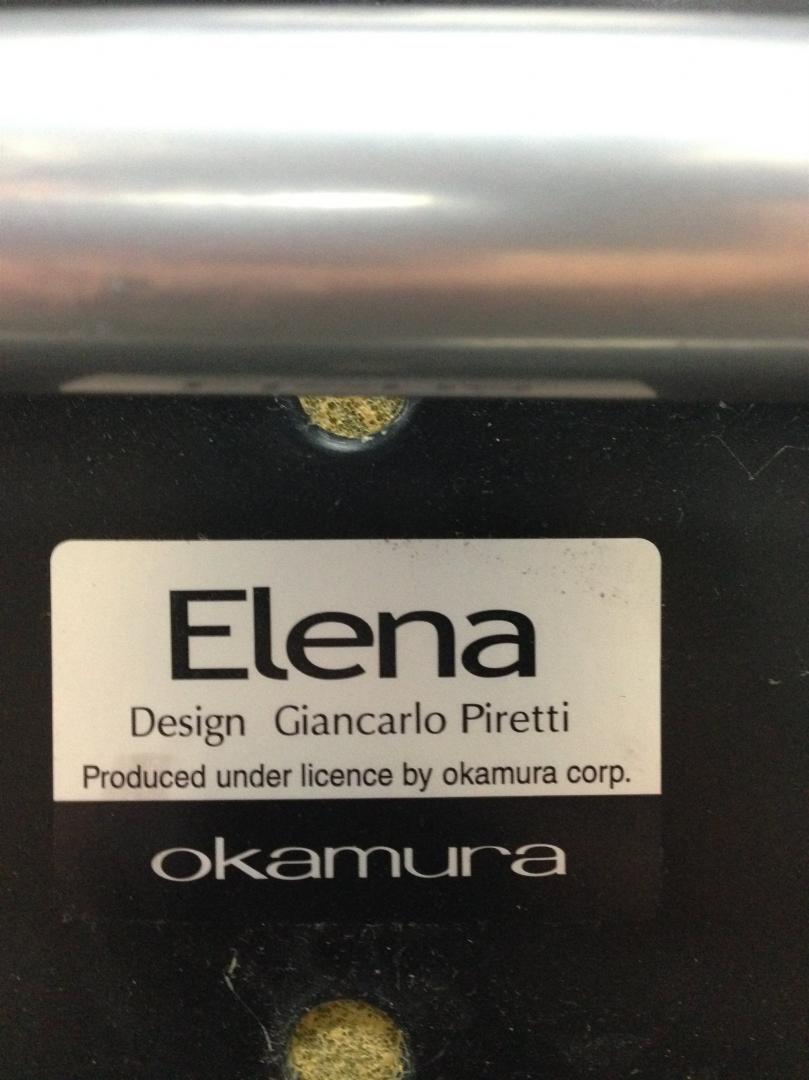 Elena
Design Giancarlo Piretti
Produced under licence by okamura corp.
okamura